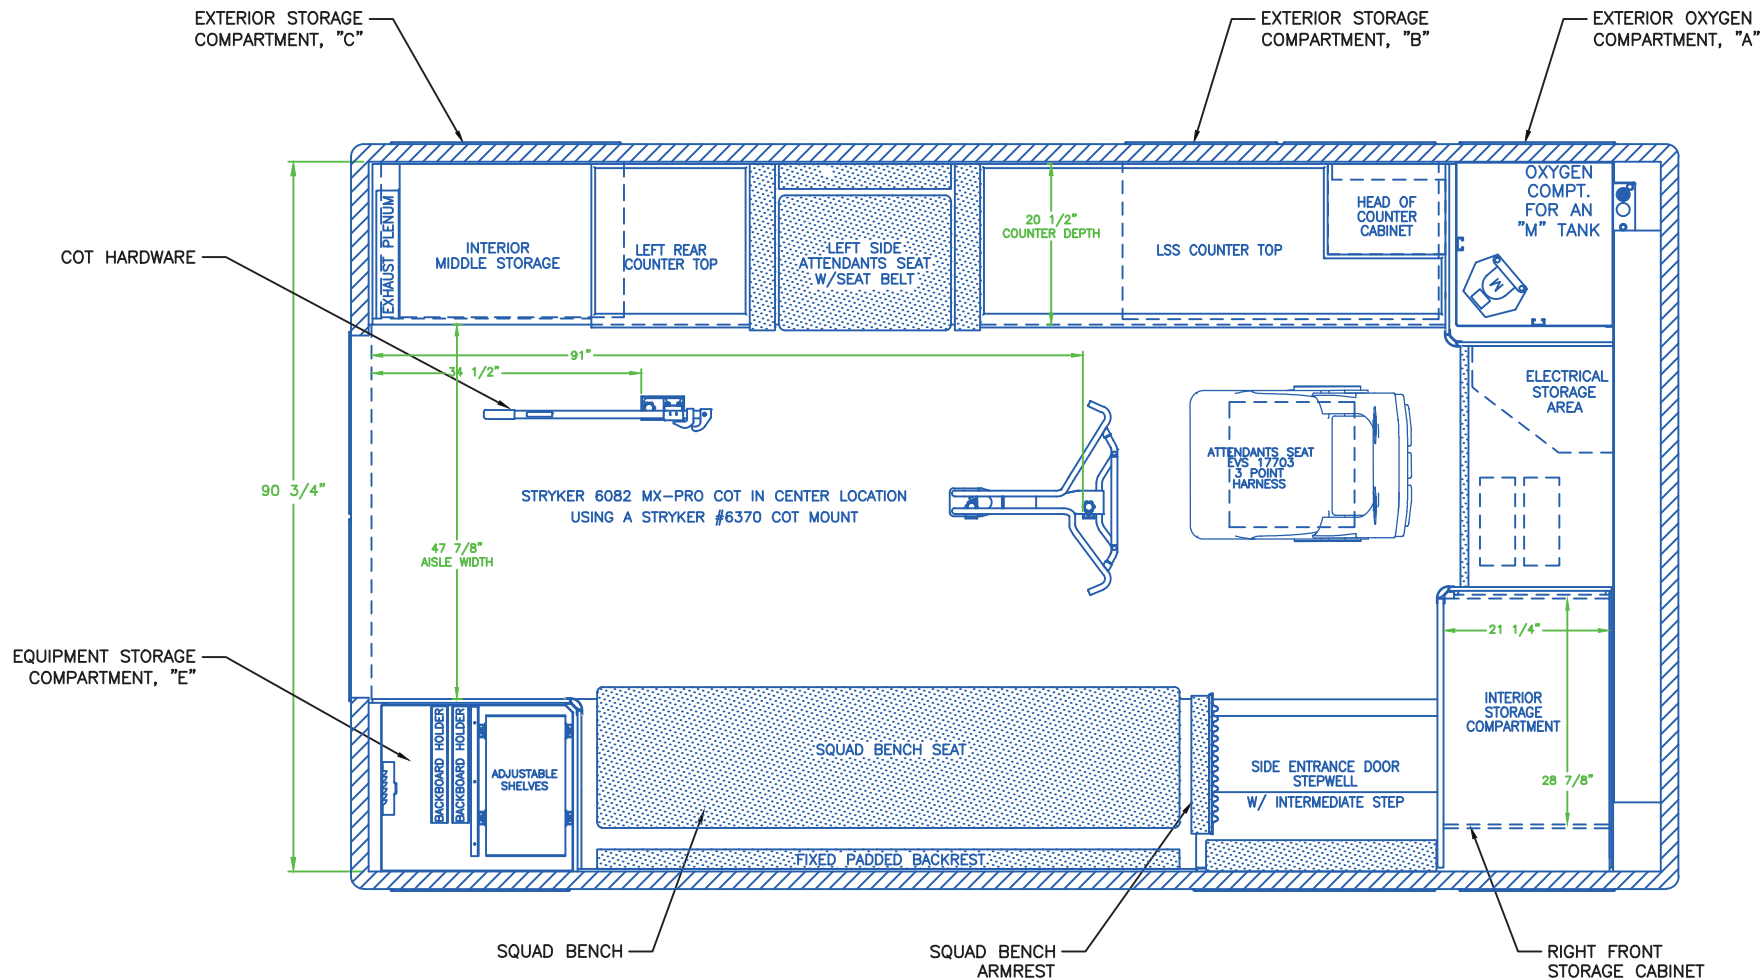 EXTERIOR STORAGE
COMPARTMENT, "C"
EXTERIOR STORAGE
COMPARTMENT, "B"
EXTERIOR OXYGEN
COMPARTMENT, "A"
COT HARDWARE
EXHAUST PLENUM
INTERIOR
MIDDLE STORAGE
LEFT REAR
COUNTER TOP
LEFT SIDE
ATTENDANTS SEAT
W/SEAT BELT
20 1/2"
COUNTER DEPTH
LSS COUNTER TOP
HEAD OF
COUNTER
CABINET
OXYGEN
COMPT.
FOR AN
"M" TANK
M
91"
34 1/2"
ELECTRICAL
STORAGE
AREA
90 3/4"
STRYKER 6082 MX-PRO COT IN CENTER LOCATION
USING A STRYKER #6370 COT MOUNT
ATTENDANTS SEAT
EVS 17703
3 POINT
HARNESS
47 7/8"
AISLE WIDTH
21 1/4"
EQUIPMENT STORAGE
COMPARTMENT, "E"
BACKBOARD HOLDER
BACKBOARD HOLDER
ADJUSTABLE
SHELVES
SQUAD BENCH SEAT
SIDE ENTRANCE DOOR
STEPWELL
W/ INTERMEDIATE STEP
INTERIOR
STORAGE
COMPARTMENT
28 7/8"
FIXED PADDED BACKREST
SQUAD BENCH
SQUAD BENCH
ARMREST
RIGHT FRONT
STORAGE CABINET